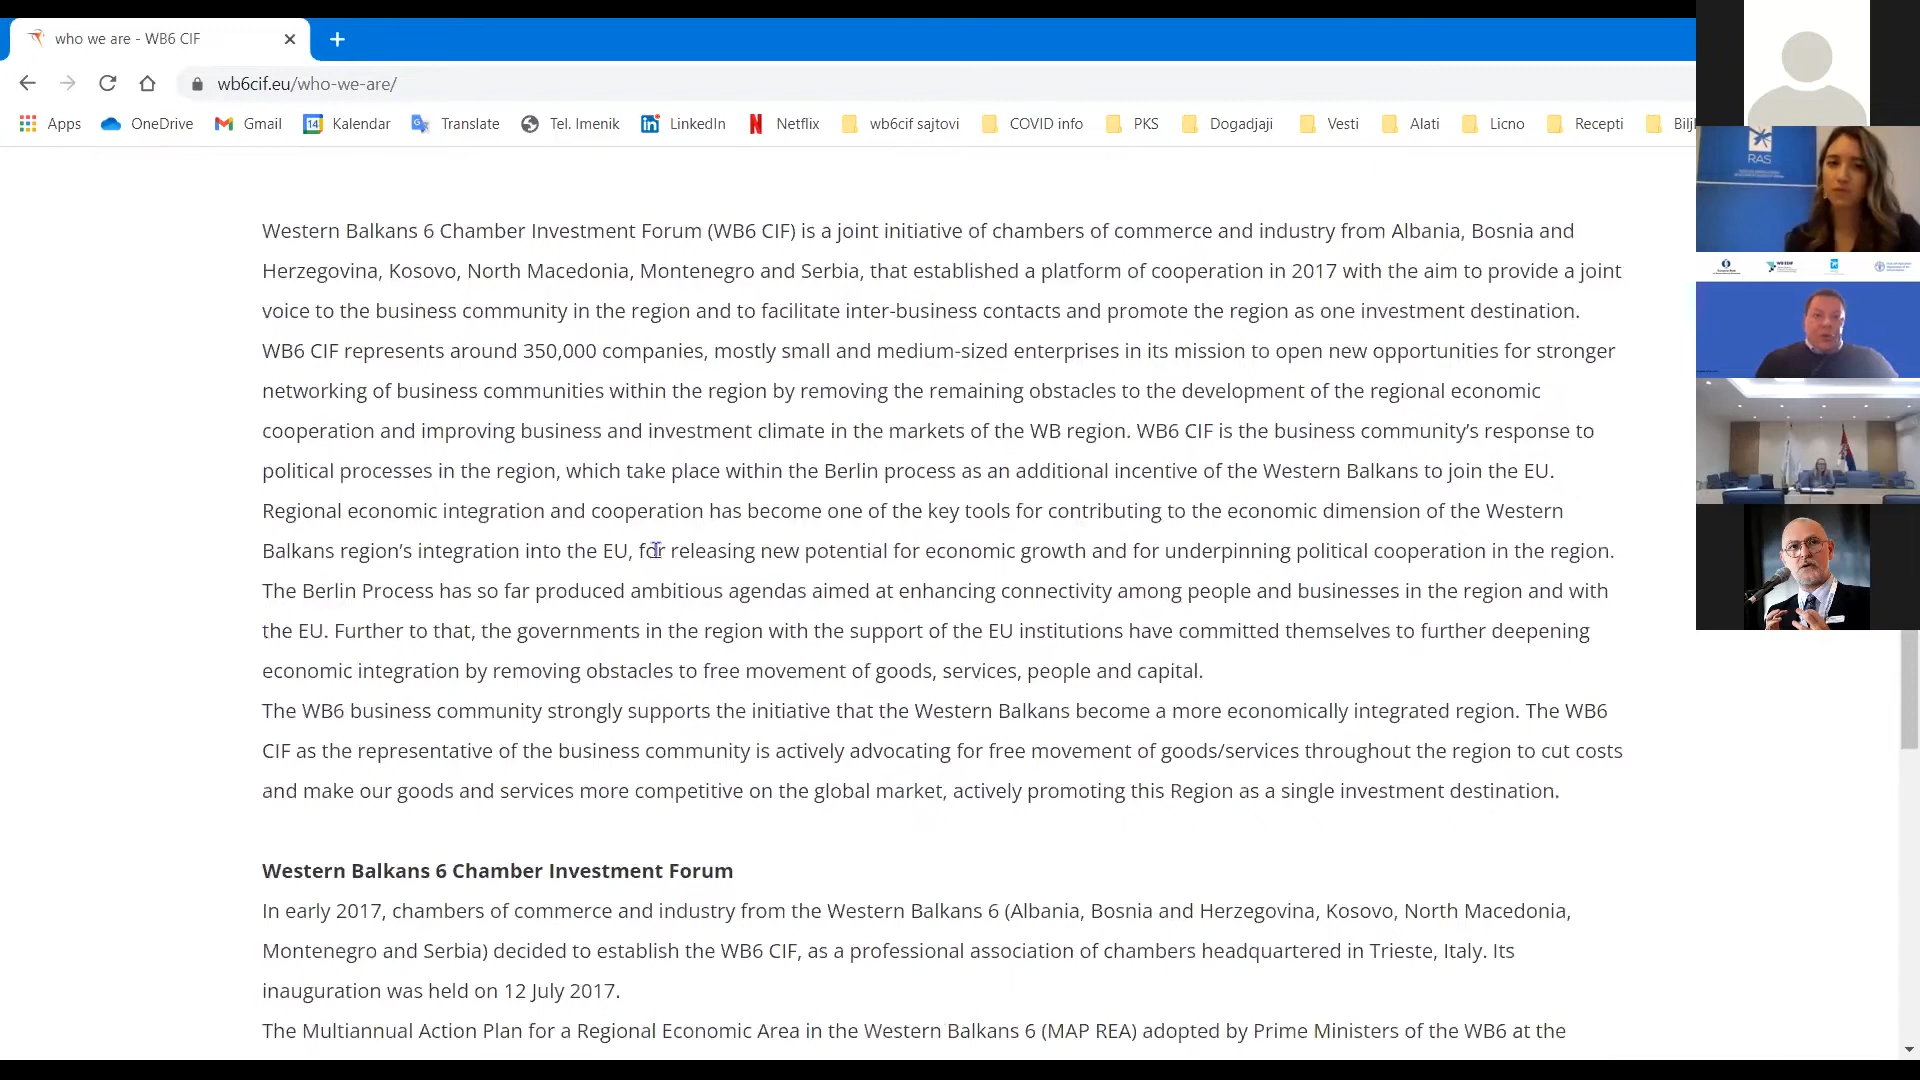 who we are - WB6 CIF
wb6cif.eu/who-we-are/
Apps OneDrive Gmail Kalendar Translate Tel. Imenik LinkedIn Netflix wb6cif sajtovi COVID info PKS Dogadjaji Vesti Alati Licno Recepti Bilj
Western Balkans 6 Chamber Investment Forum (WB6 CIF) is a joint initiative of chambers of commerce and industry from Albania, Bosnia and
Herzegovina, Kosovo, North Macedonia, Montenegro and Serbia, that established a platform of cooperation in 2017 with the aim to provide a joint
voice to the business community in the region and to facilitate inter-business contacts and promote the region as one investment destination.
WB6 CIF represents around 350,000 companies, mostly small and medium-sized enterprises in its mission to open new opportunities for stronger
networking of business communities within the region by removing the remaining obstacles to the development of the regional economic
cooperation and improving business and investment climate in the markets of the WB region. WB6 CIF is the business community's response to
political processes in the region, which take place within the Berlin process as an additional incentive of the Western Balkans to join the EU.
Regional economic integration and cooperation has become one of the key tools for contributing to the economic dimension of the Western
Balkans region's integration into the EU, for releasing new potential for economic growth and for underpinning political cooperation in the region.
The Berlin Process has so far produced ambitious agendas aimed at enhancing connectivity among people and businesses in the region and with
the EU. Further to that, the governments in the region with the support of the EU institutions have committed themselves to further deepening
economic integration by removing obstacles to free movement of goods, services, people and capital.
The WB6 business community strongly supports the initiative that the Western Balkans become a more economically integrated region. The WB6
CIF as the representative of the business community is actively advocating for free movement of goods/services throughout the region to cut costs
and make our goods and services more competitive on the global market, actively promoting this Region as a single investment destination.
Western Balkans 6 Chamber Investment Forum
In early 2017, chambers of commerce and industry from the Western Balkans 6 (Albania, Bosnia and Herzegovina, Kosovo, North Macedonia,
Montenegro and Serbia) decided to establish the WB6 CIF, as a professional association of chambers headquartered in Trieste, Italy. Its
inauguration was held on 12 July 2017.
The Multiannual Action Plan for a Regional Economic Area in the Western Balkans 6 (MAP REA) adopted by Prime Ministers of the WB6 at the
RAS